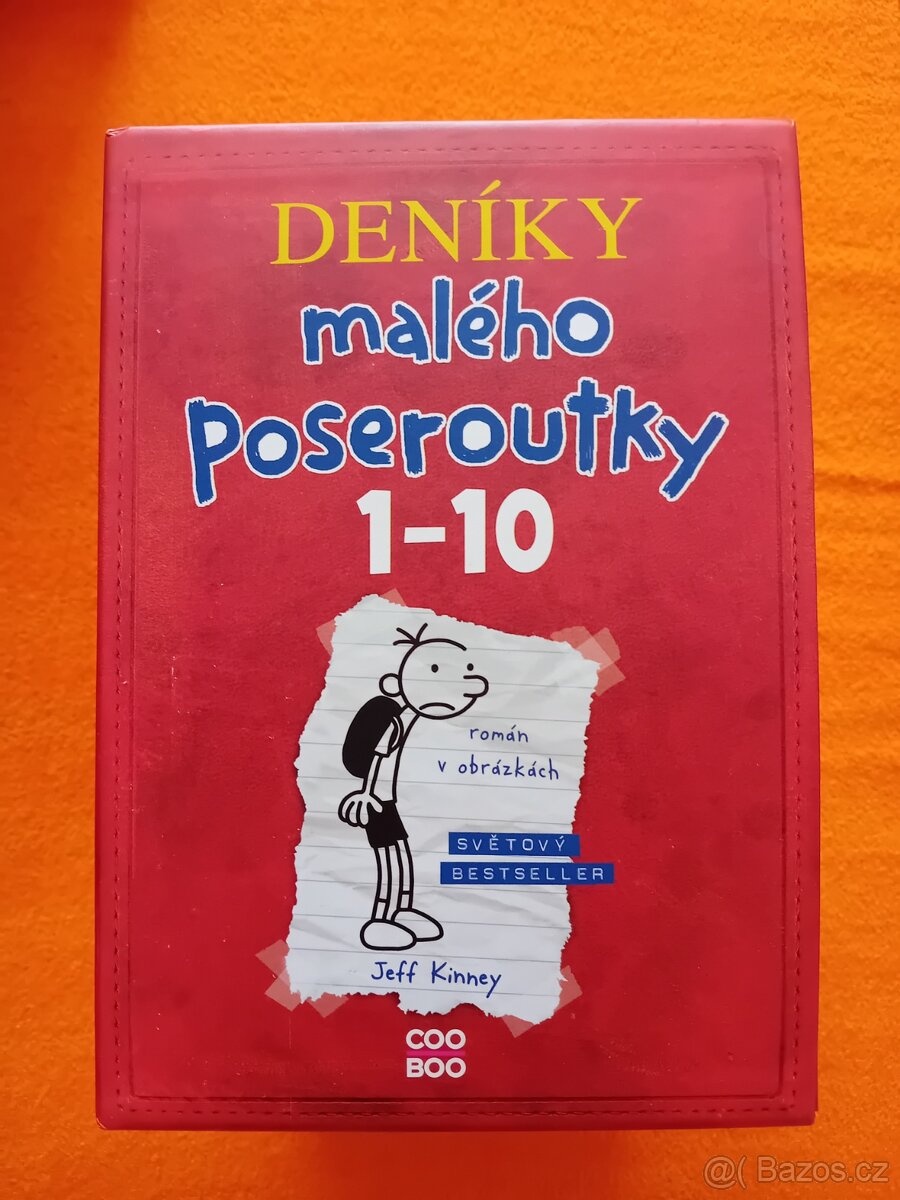 DENÍKY
malého
poseroutky
1-10
román
v obrázkách
SVĚTOVÝ
BESTSELLER
Jeff Kinney
COO
BOO
@( Bazos.cz